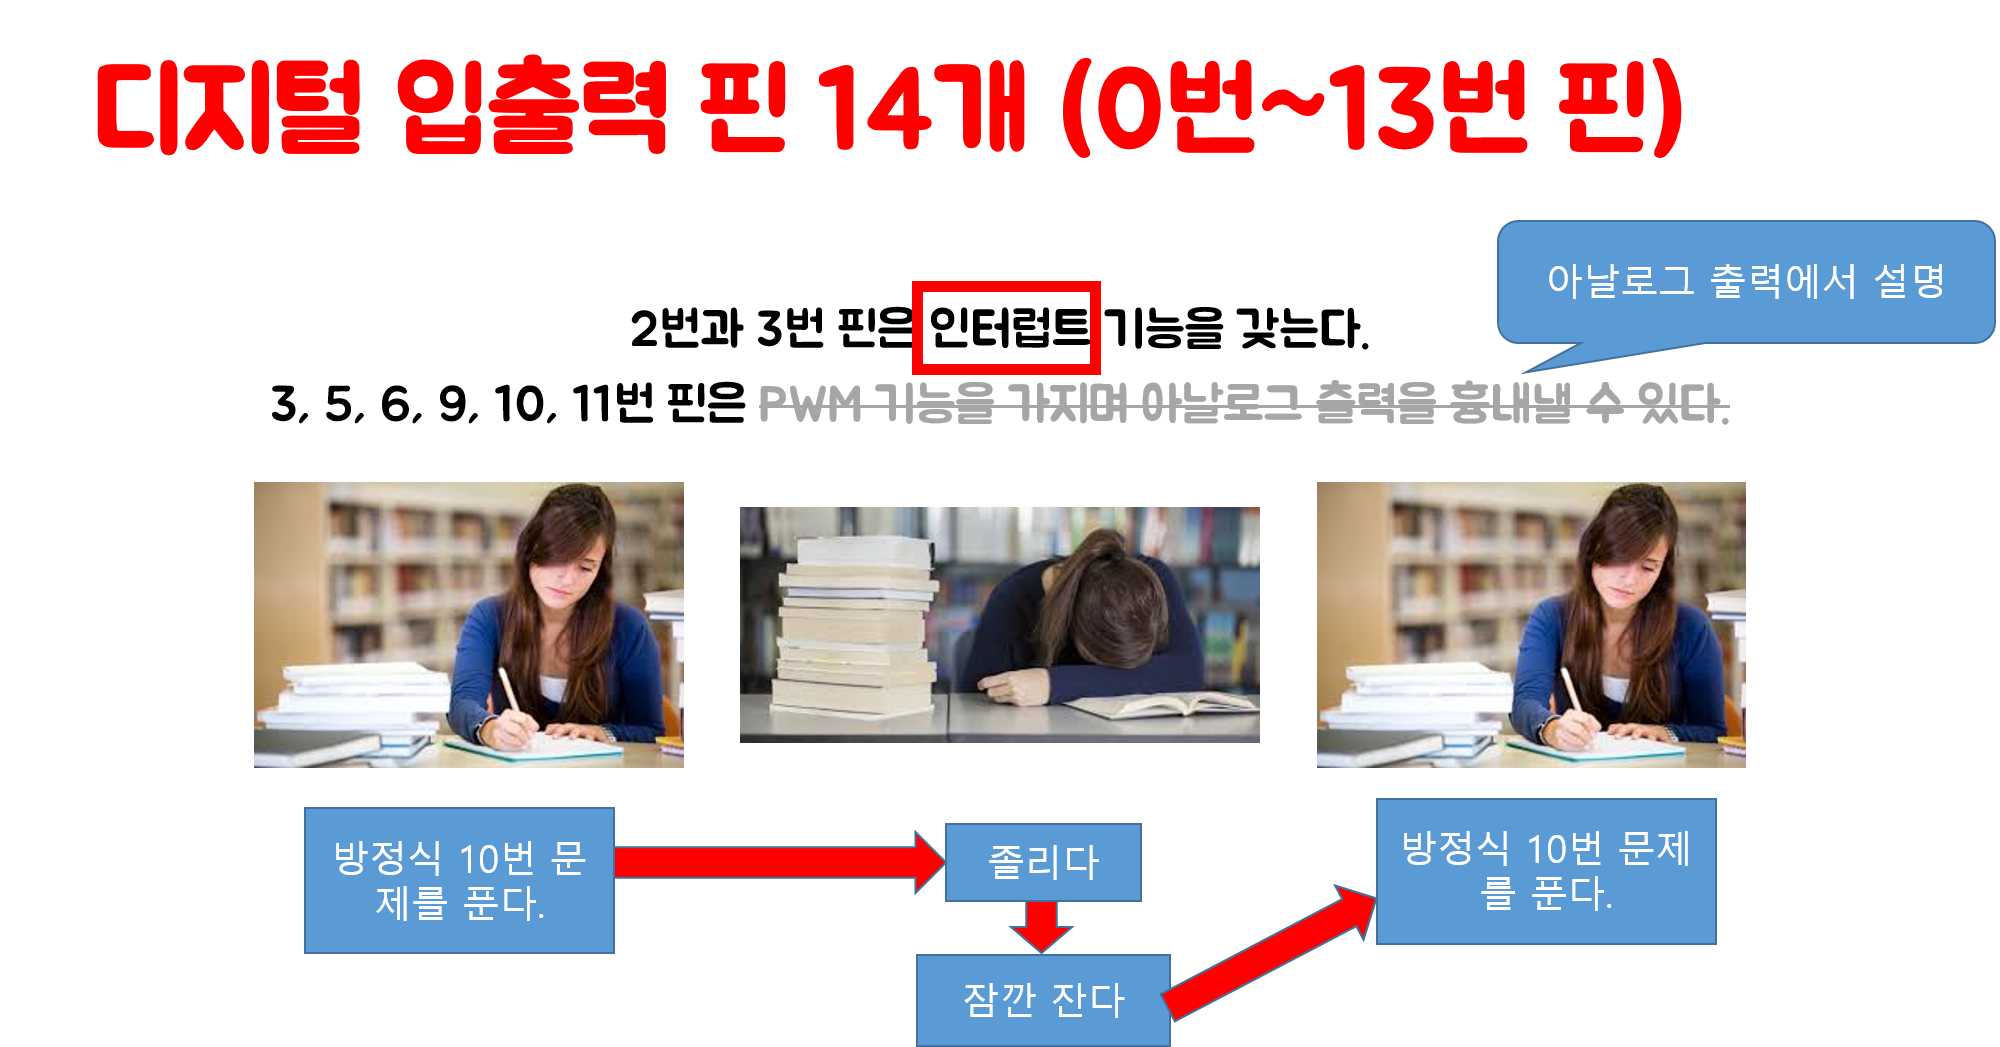 디지털 입출력 핀 14개 (0번~13번 핀)
아날로그 출력에서 설명
2번과 3번 핀은 인터럽트 기능을 갖는다.
3, 5, 6, 9, 10, 11번 핀은 PWM 기능을 가지며 아날로그 출력을 흉내낼 수 있다.
방정식 10번 문
제를 푼다.
졸리다
잠깐 잔다
방정식 10번 문제
를 푼다.